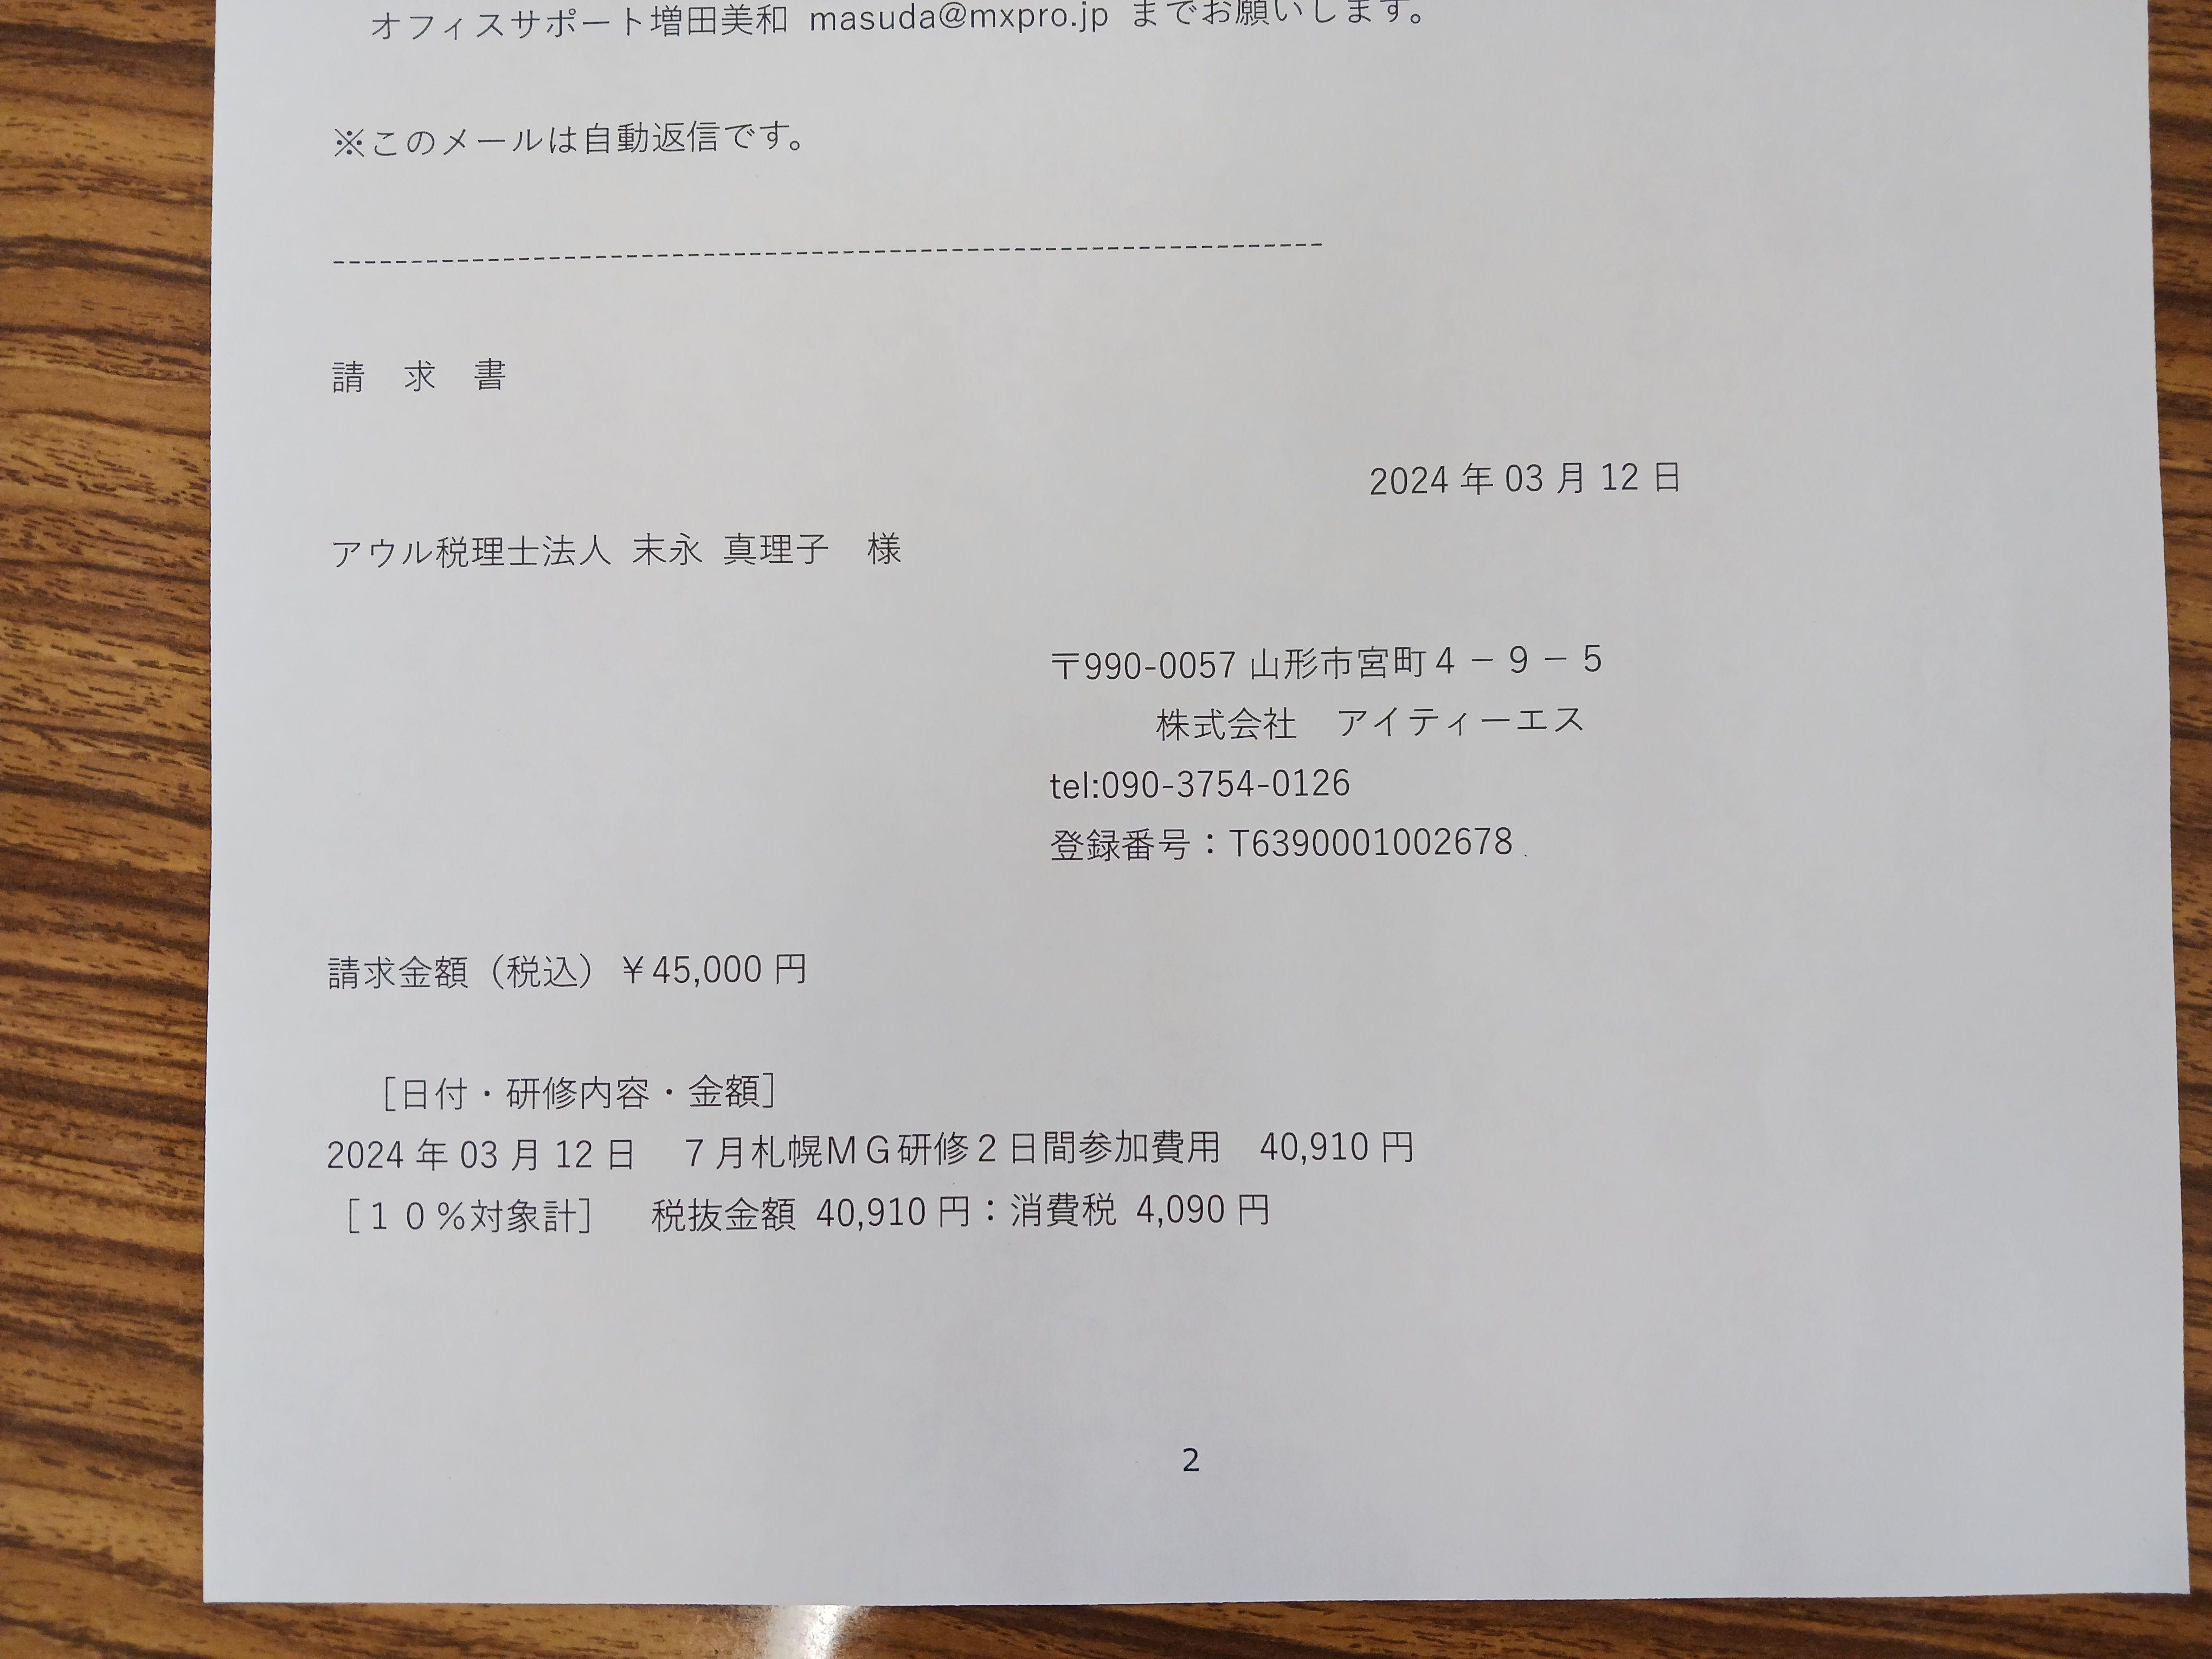 オフィスサポート増田美和 masuda@mxpro.jp までお願いします。
※このメールは自動返信です。
----------------------------------------------------------------
請　求　書
2024 年 03 月 12 日
アウル税理士法人 末永 真理子　様
〒990-0057 山形市宮町４－９－５
株式会社　アイティーエス
tel:090-3754-0126
登録番号：T6390001002678
請求金額（税込）￥45,000 円
［日付・研修内容・金額］
2024 年 03 月 12 日　７月札幌ＭＧ研修２日間参加費用　40,910 円
［１０％対象計］　税抜金額 40,910 円：消費税 4,090 円
2